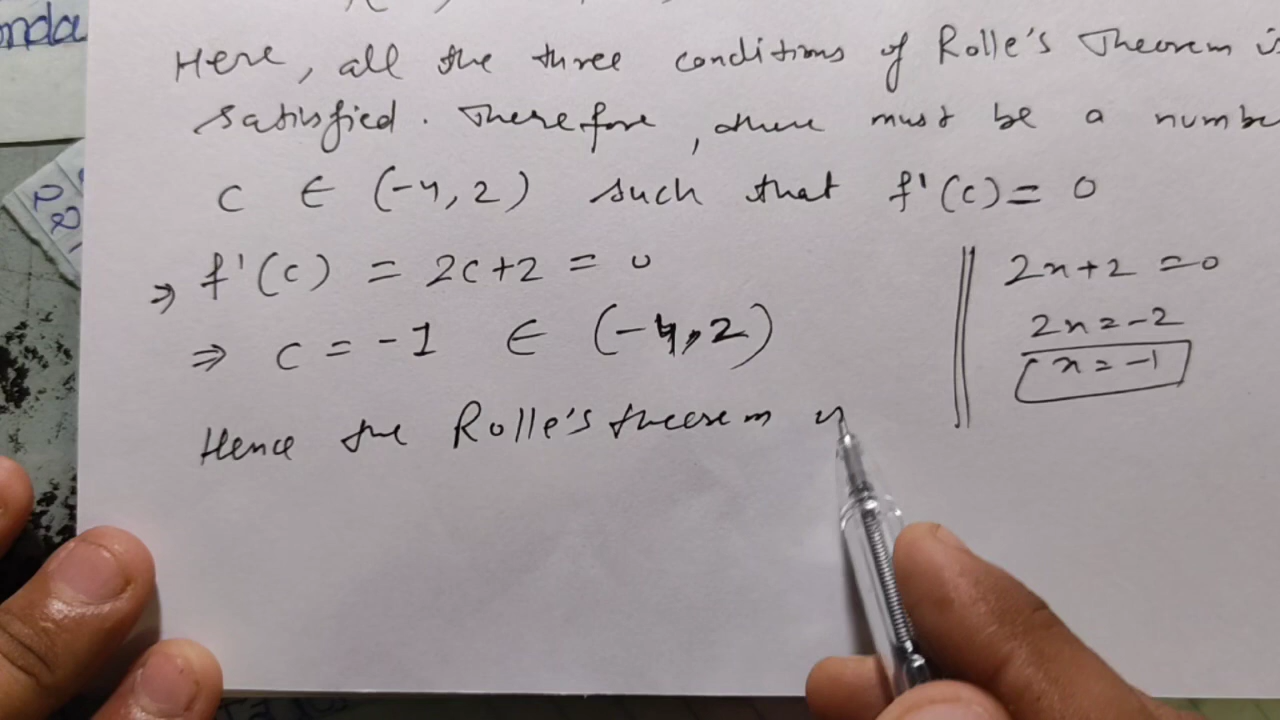 nda
Here, all the three conditions of Rolle's Theorem is
satisfied. Therefore, there must be a numbe
C ∈ (-4, 2) such that f'(c) = 0
⇒ f'(c) = 2c+2 = 0
⇒ c = -1 ∈ (-4, 2)
Hence the Rolle's theorem
2x+2 = 0
2x = -2
x = -1